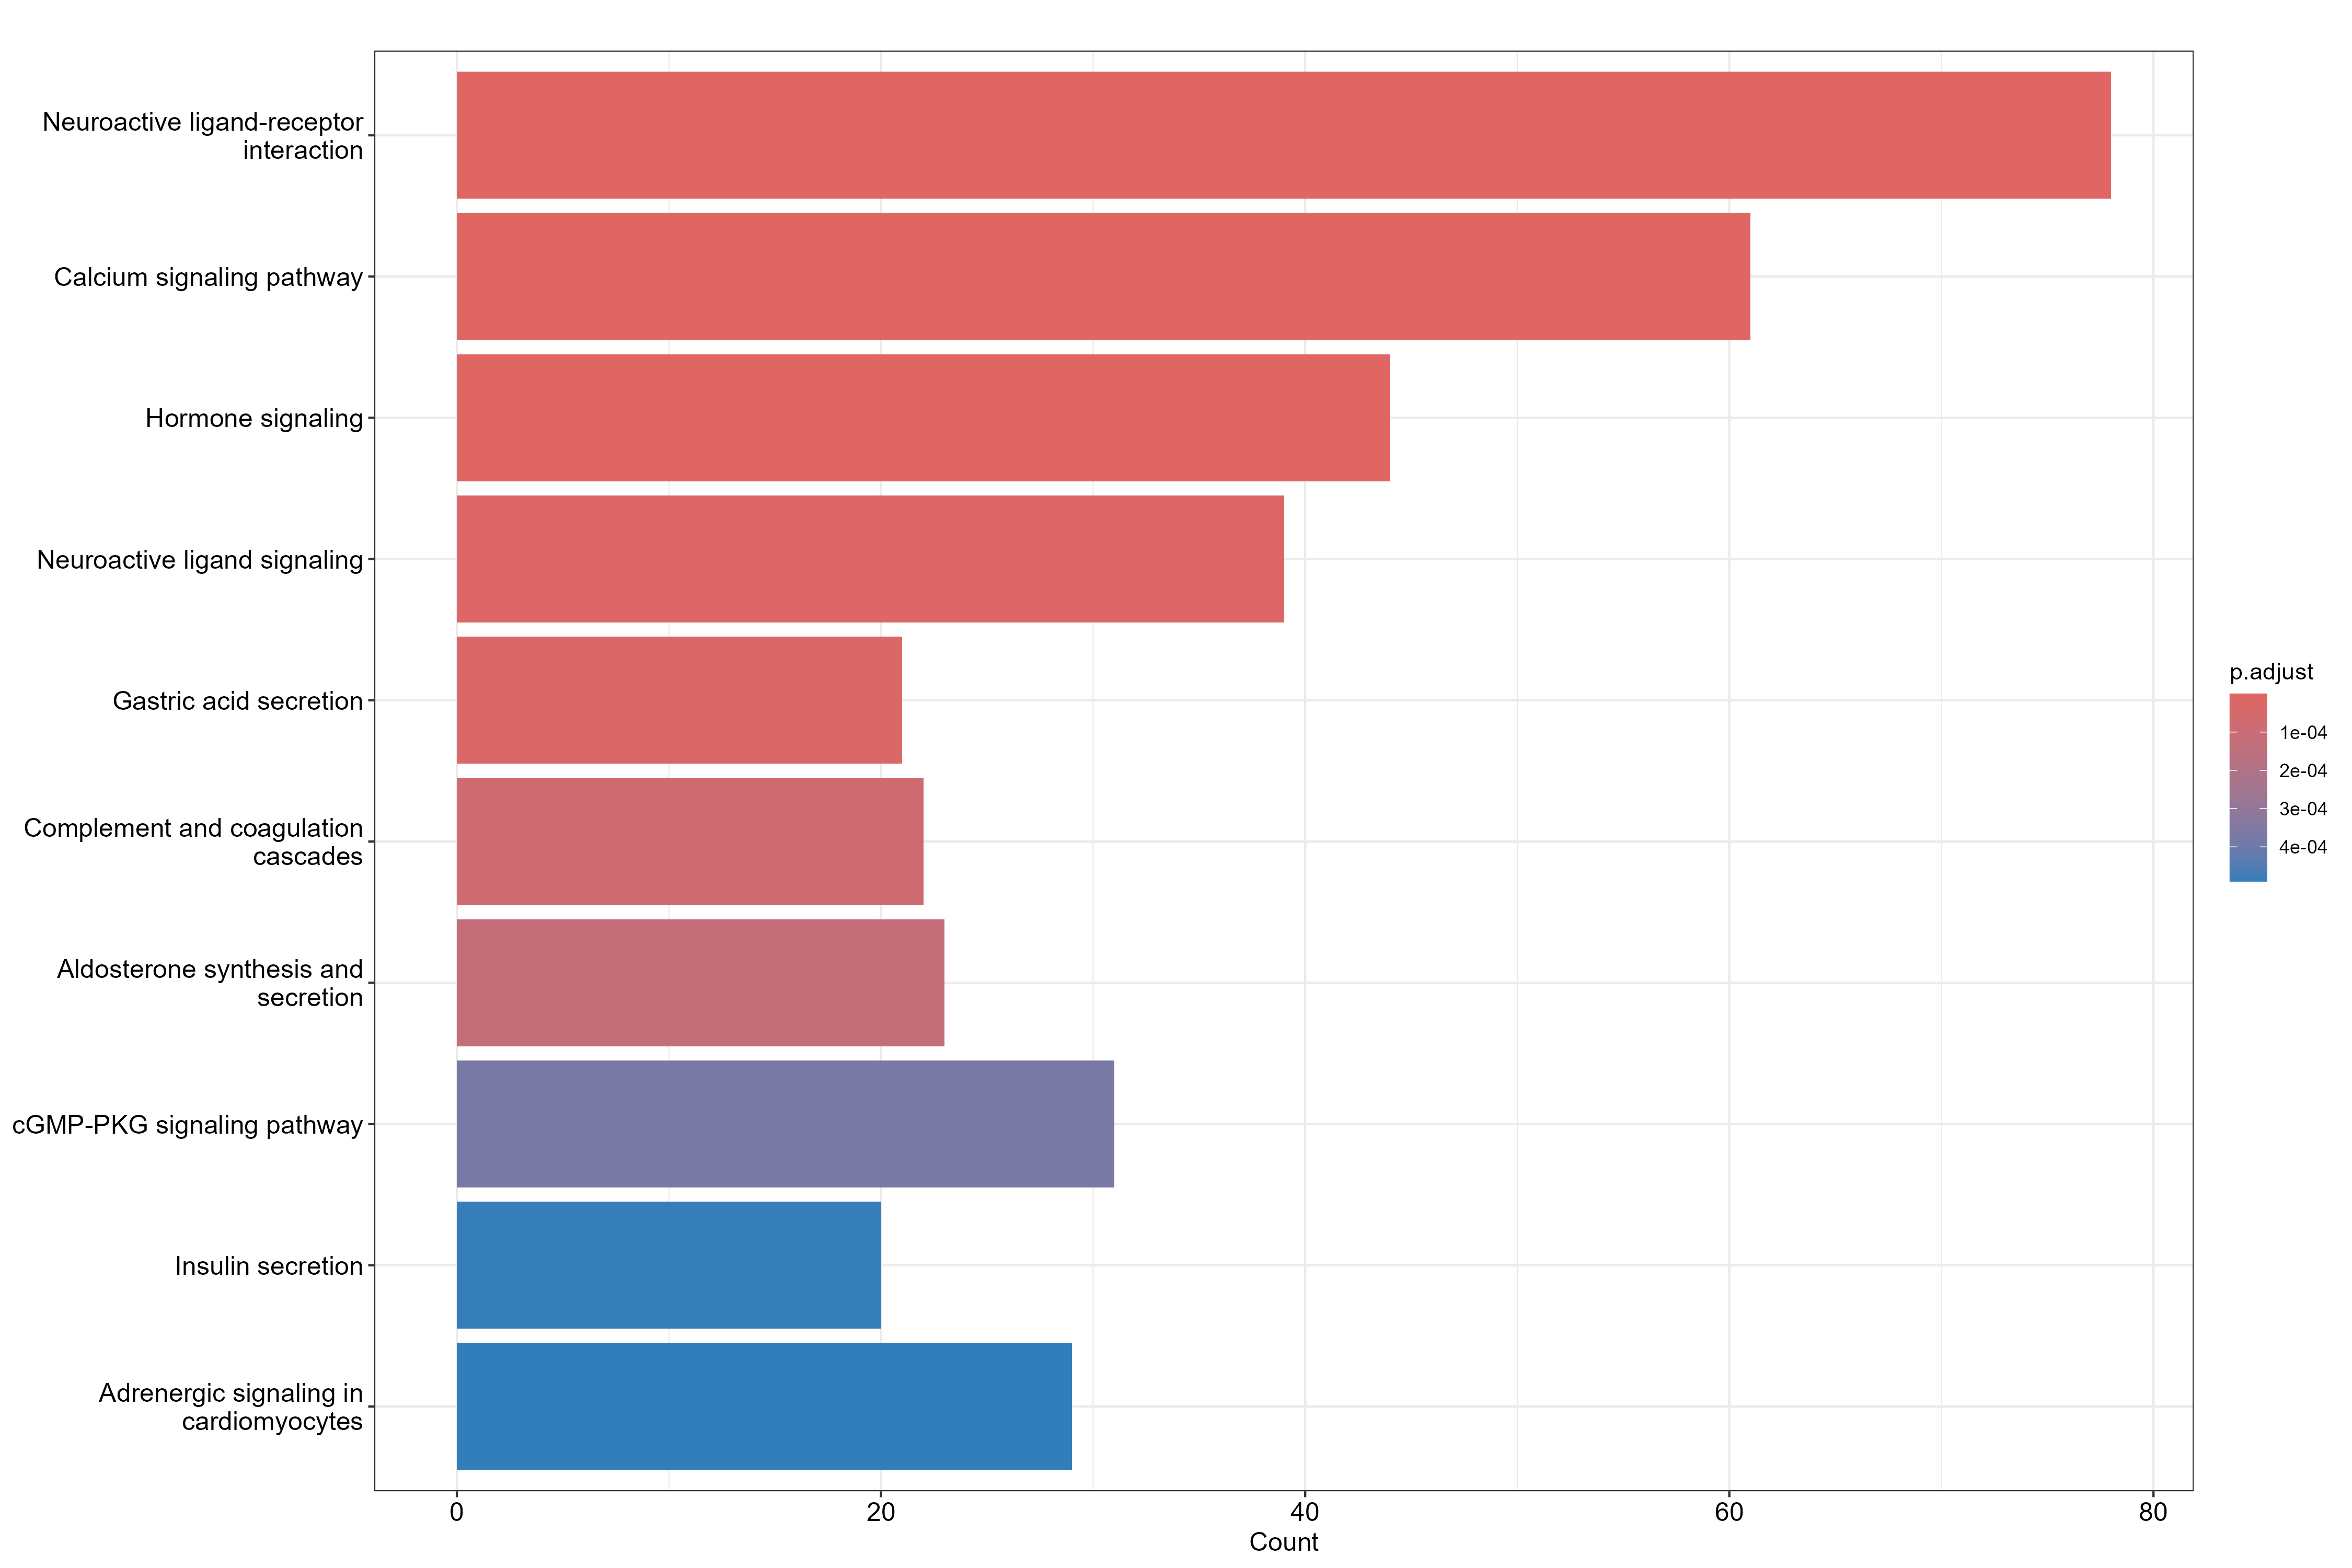 Neuroactive ligand-receptor
interaction
Calcium signaling pathway
Hormone signaling
Neuroactive ligand signaling
Gastric acid secretion
Complement and coagulation
cascades
Aldosterone synthesis and
secretion
cGMP-PKG signaling pathway
Insulin secretion
Adrenergic signaling in
cardiomyocytes
0 20 40 60 80
Count
p.adjust
1e-04
2e-04
3e-04
4e-04